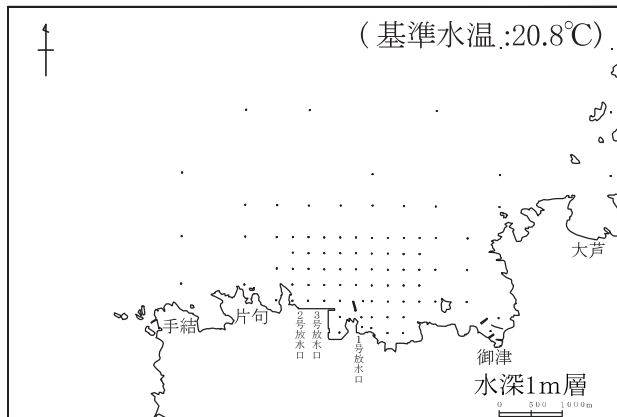 (基準水温:20.8℃)
大芦
手結
片句
2号放水口
3号放水口
1号放水口
御津
水深1m層
0 500 1000m